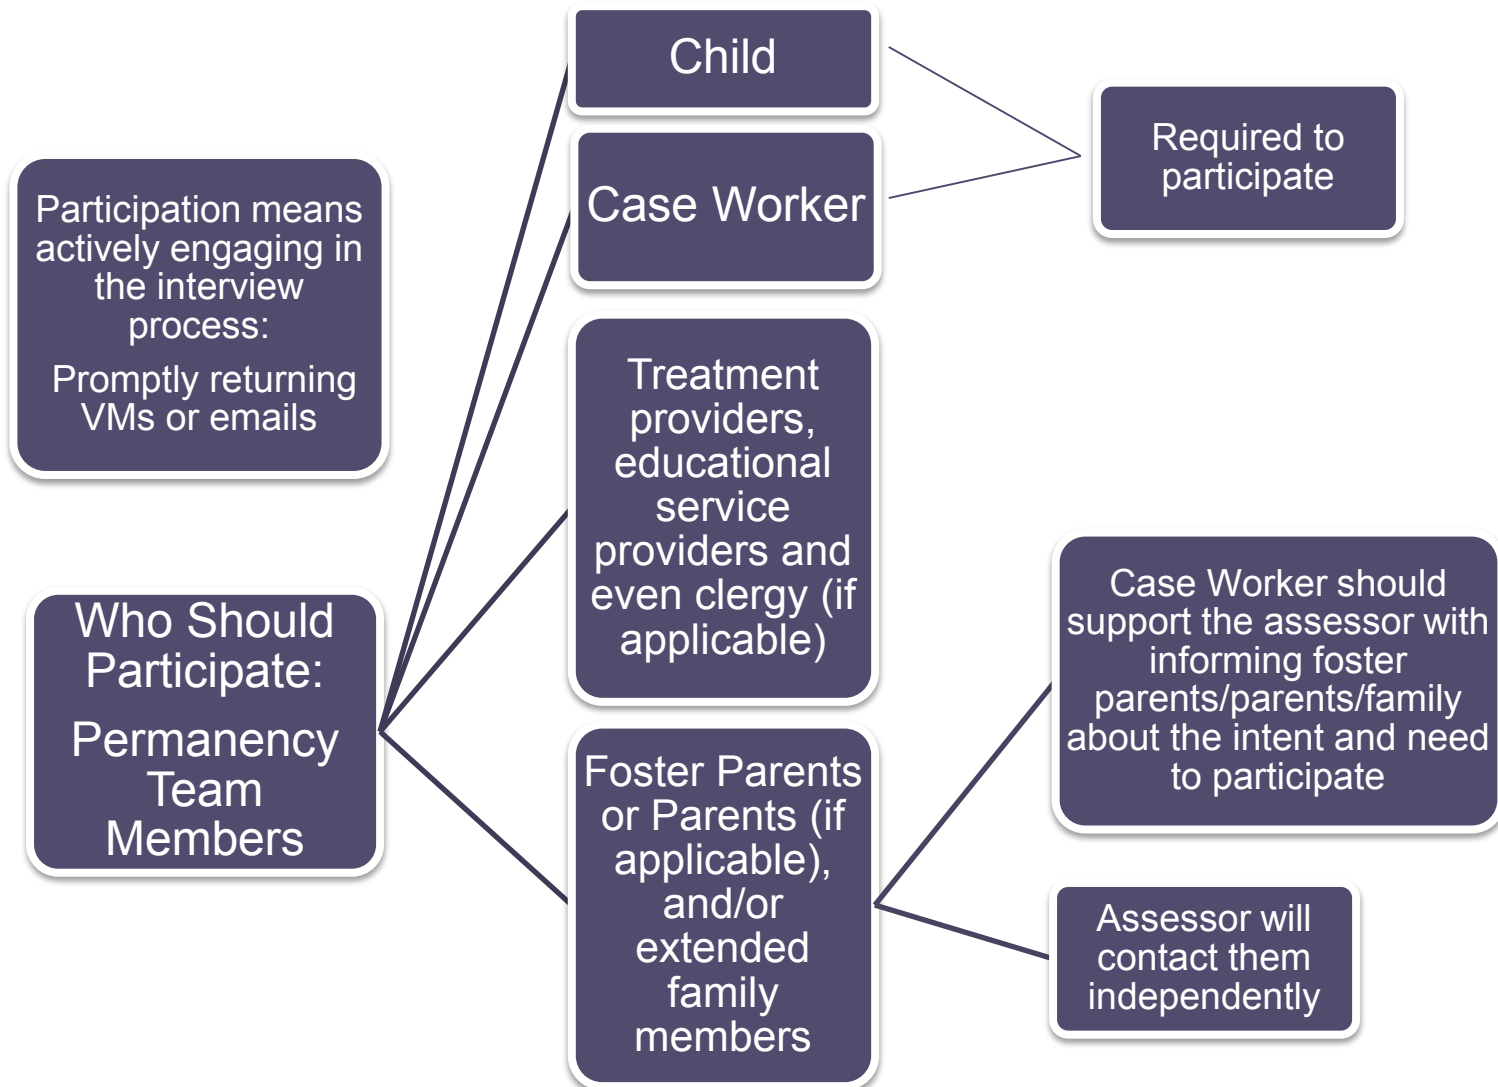 Participation means
actively engaging in
the interview
process:
Promptly returning
VMs or emails
Who Should
Participate:
Permanency
Team
Members
Child
Case Worker
Treatment
providers,
educational
service
providers and
even clergy (if
applicable)
Foster Parents
or Parents (if
applicable),
and/or
extended
family
members
Required to
participate
Case Worker should
support the assessor with
informing foster
parents/parents/family
about the intent and need
to participate
Assessor will
contact them
independently